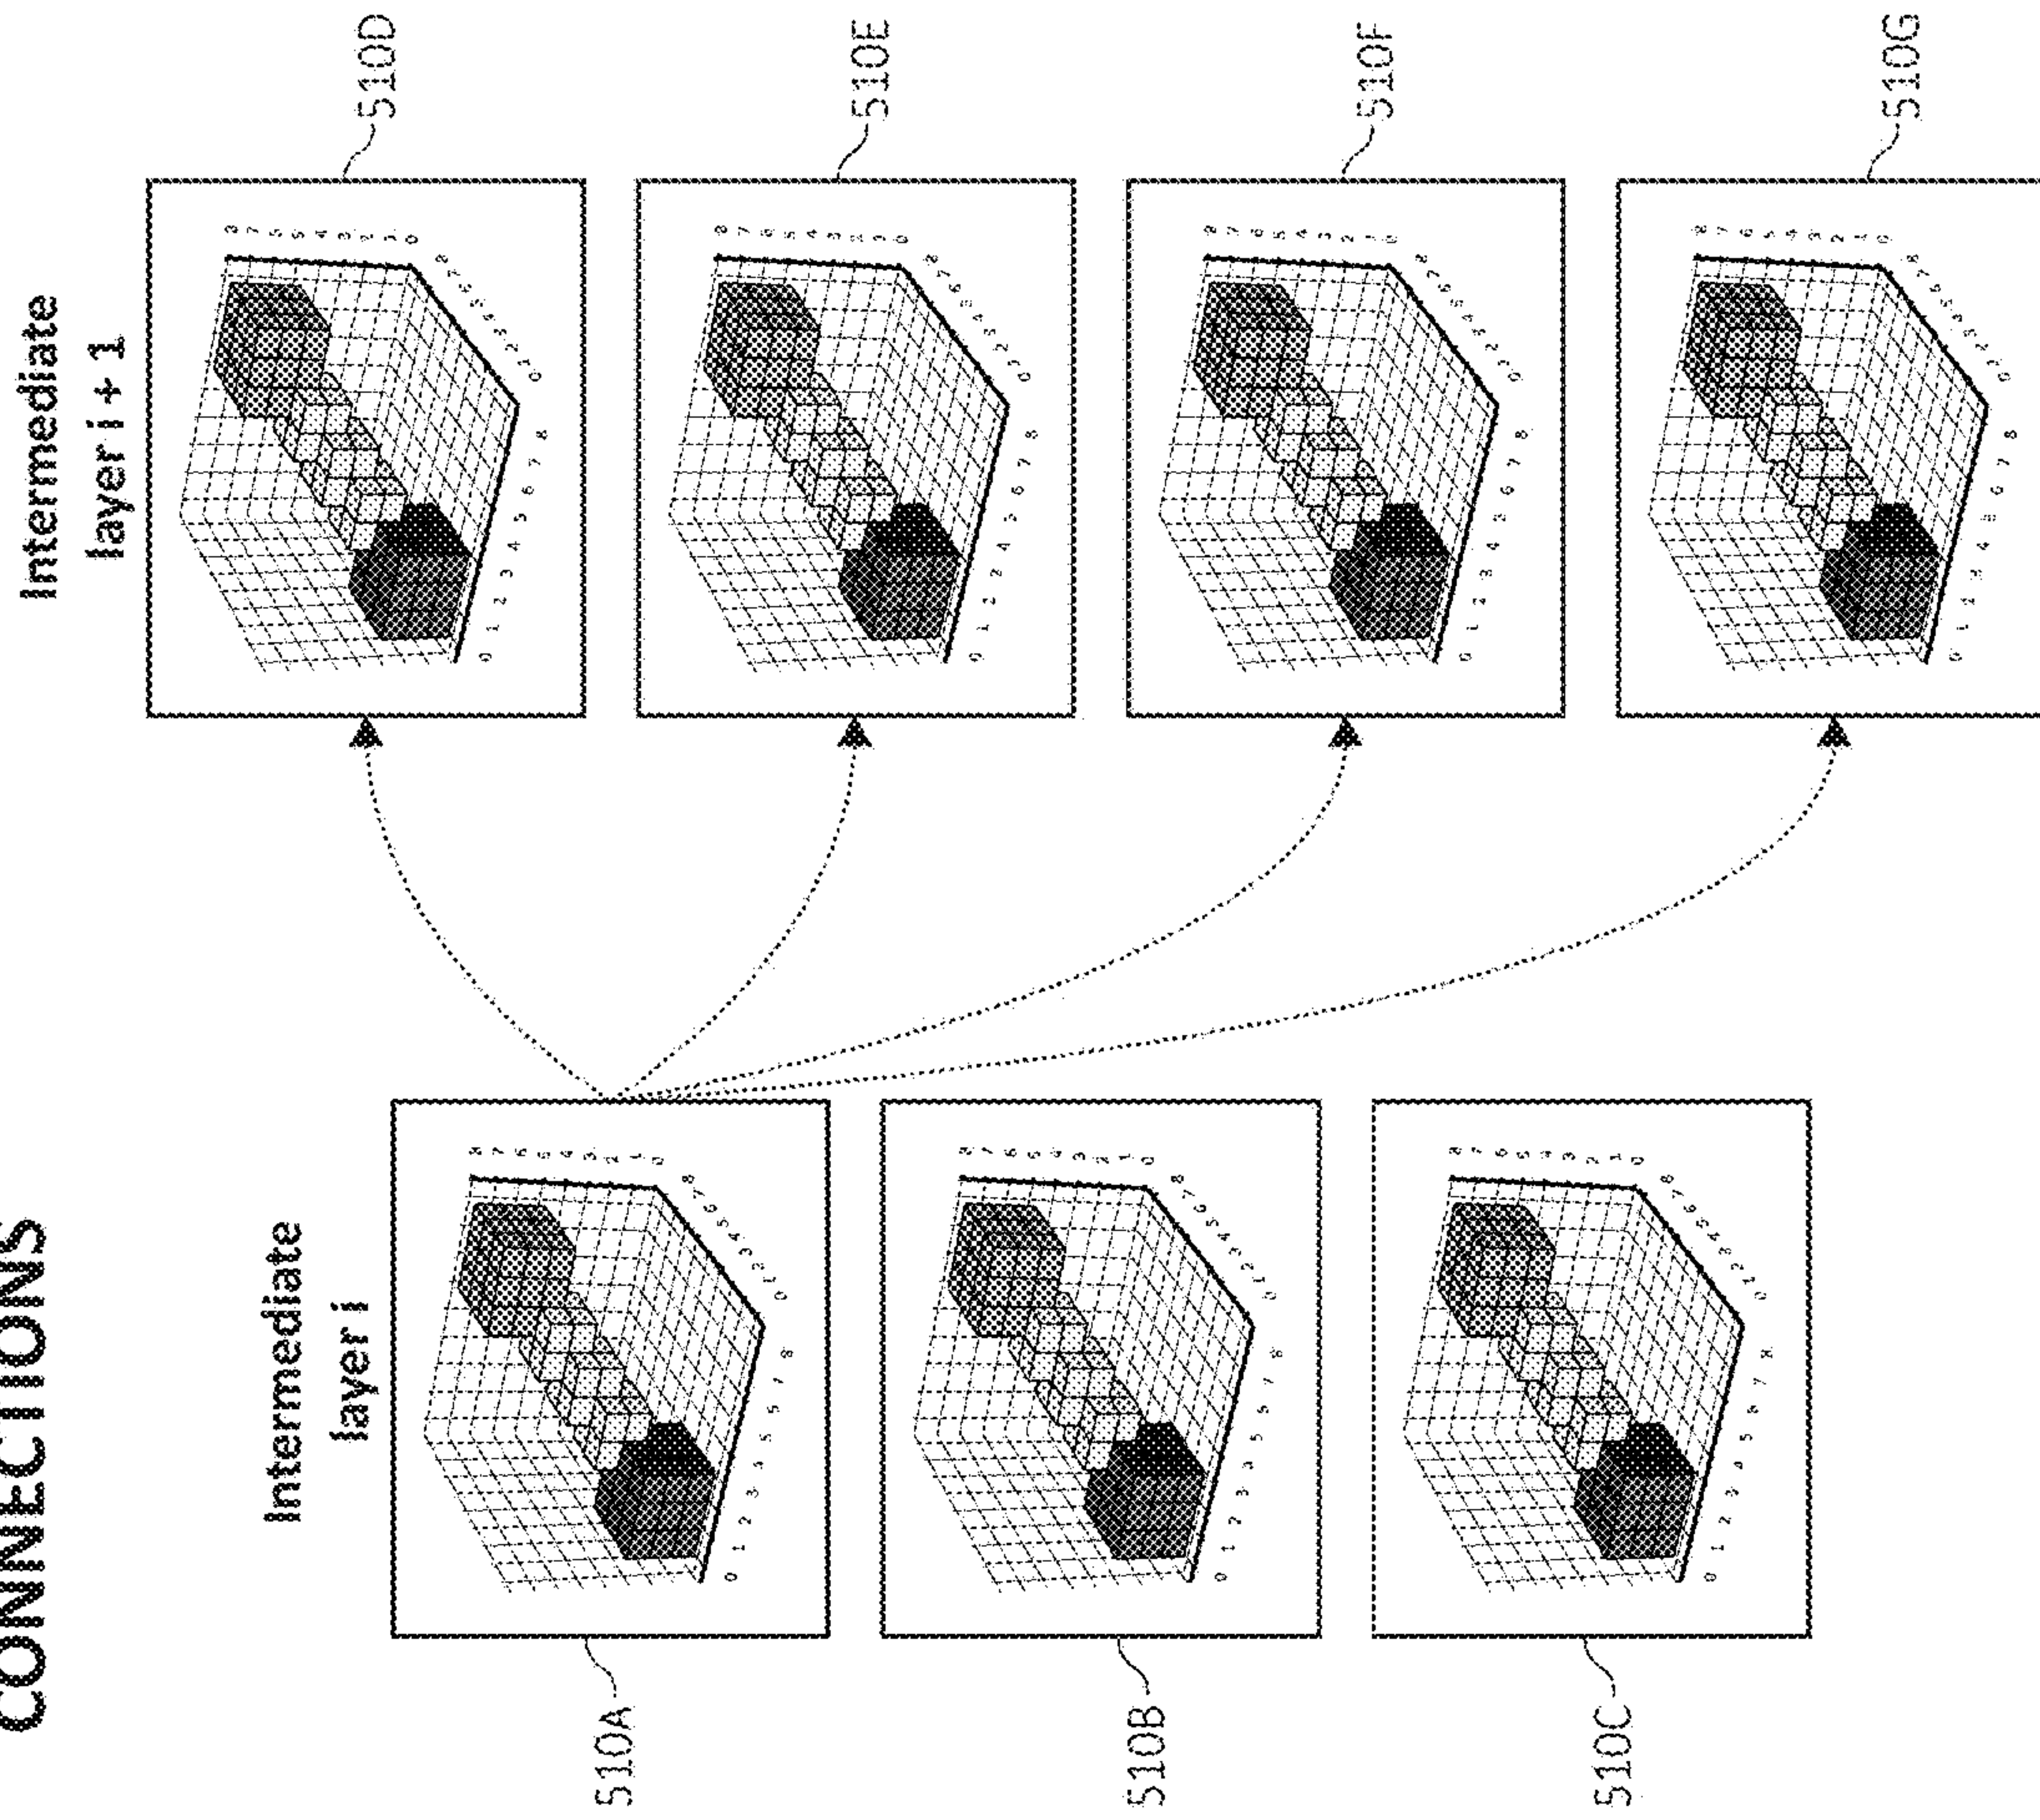 CONNECTIONS
Intermediate
layer i
Intermediate
layer i + 1
510A
510B
510C
510D
510E
510F
510G